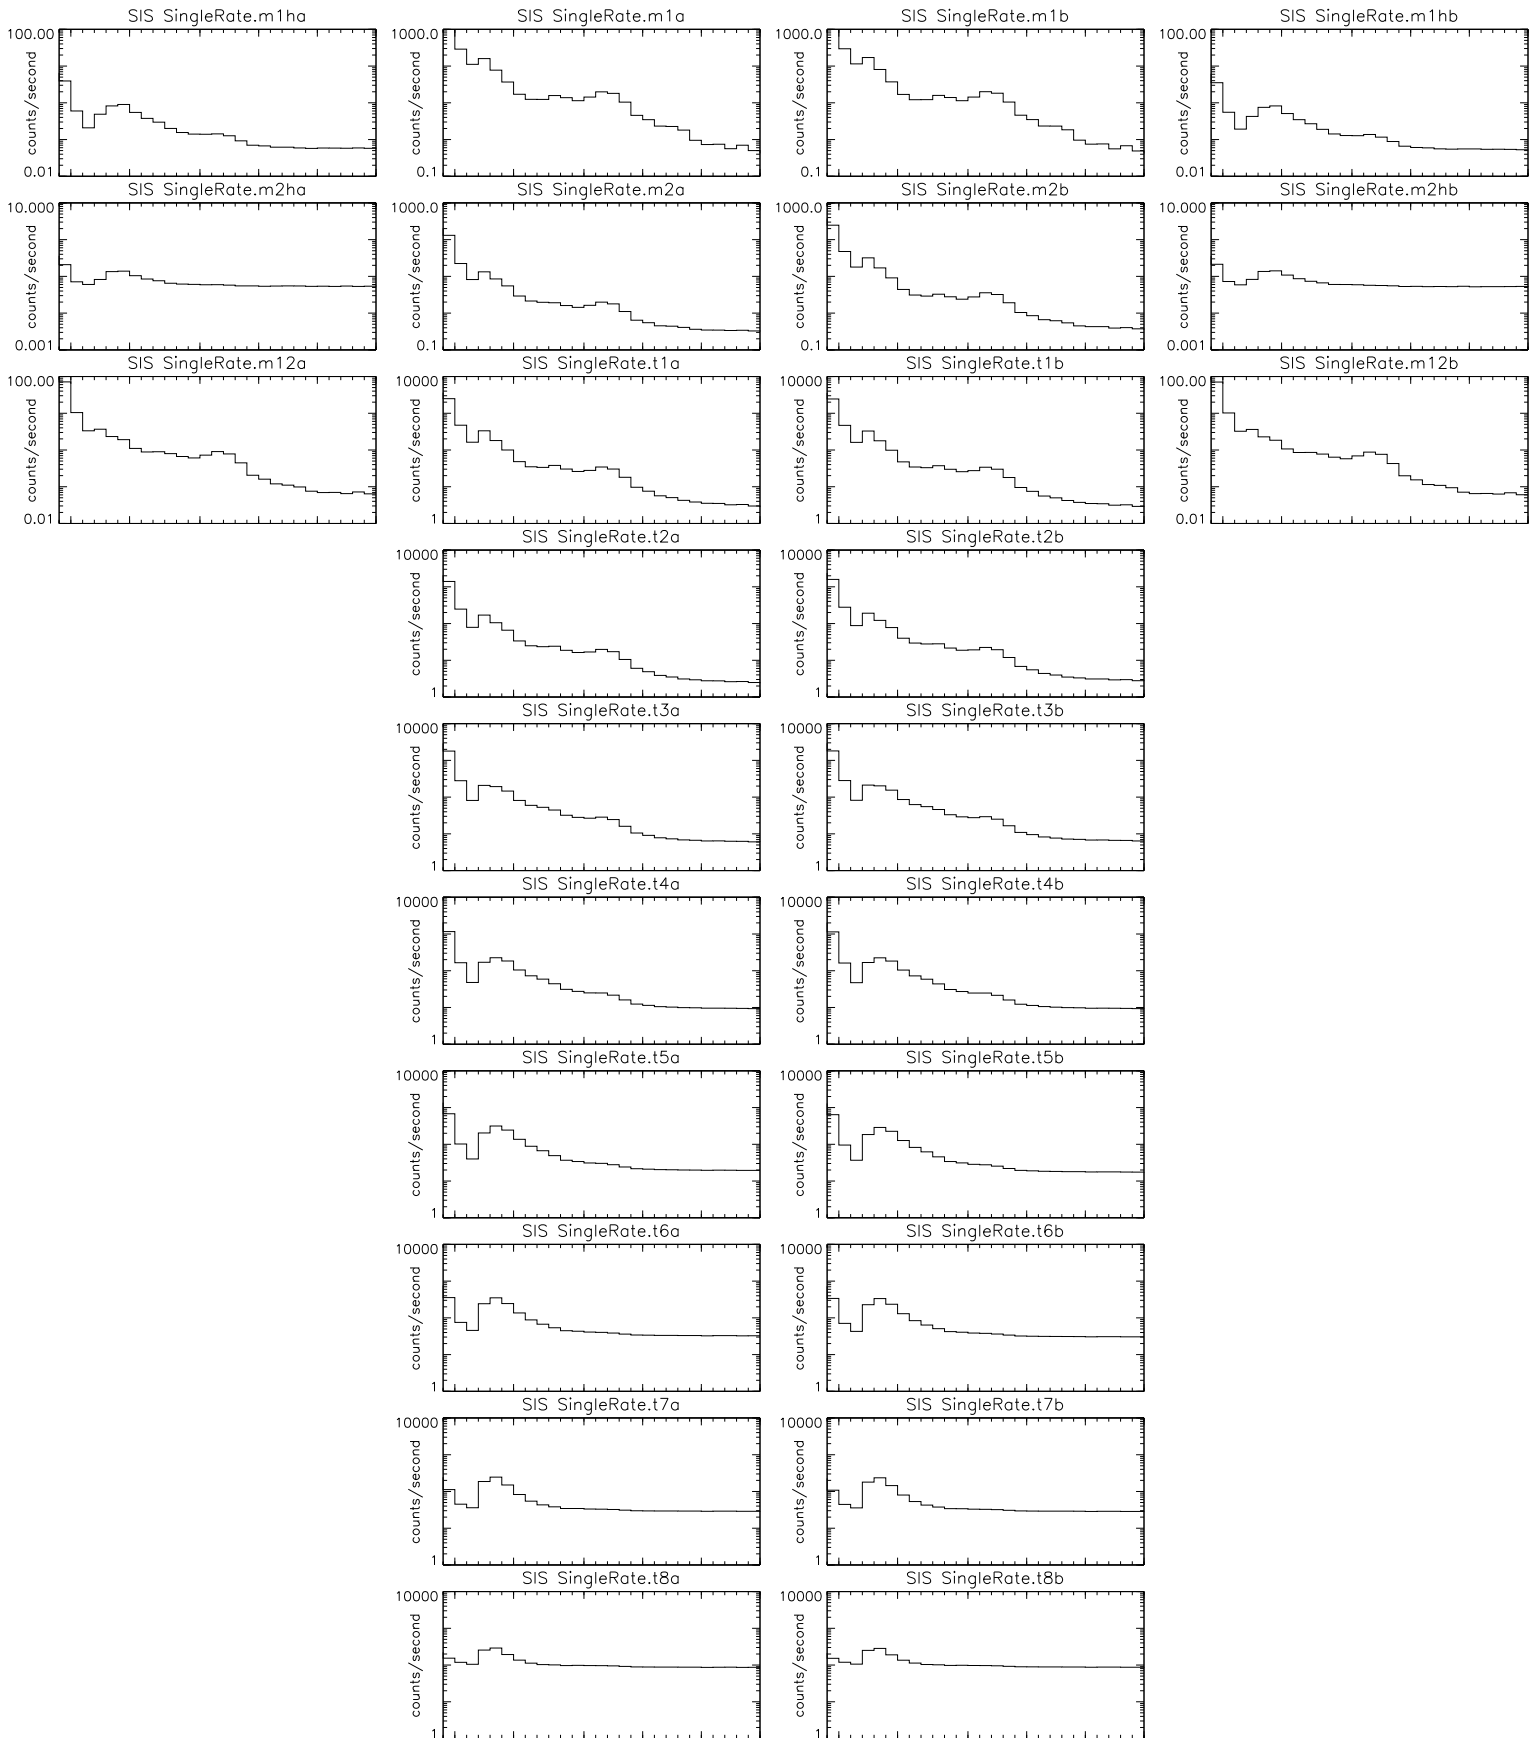 SIS SingleRate.m1ha
SIS SingleRate.m1a
SIS SingleRate.m1b
SIS SingleRate.m1hb
100.00
counts/second
0.01
1000.0
counts/second
0.1
1000.0
counts/second
0.1
100.00
counts/second
0.01
SIS SingleRate.m2ha
SIS SingleRate.m2a
SIS SingleRate.m2b
SIS SingleRate.m2hb
10.000
counts/second
0.001
1000.0
counts/second
0.1
1000.0
counts/second
0.1
10.000
counts/second
0.001
SIS SingleRate.m12a
SIS SingleRate.t1a
SIS SingleRate.t1b
SIS SingleRate.m12b
100.00
counts/second
0.01
10000
counts/second
1
10000
counts/second
1
100.00
counts/second
0.01
SIS SingleRate.t2a
SIS SingleRate.t2b
10000
counts/second
1
10000
counts/second
1
SIS SingleRate.t3a
SIS SingleRate.t3b
10000
counts/second
1
10000
counts/second
1
SIS SingleRate.t4a
SIS SingleRate.t4b
10000
counts/second
1
10000
counts/second
1
SIS SingleRate.t5a
SIS SingleRate.t5b
10000
counts/second
1
10000
counts/second
1
SIS SingleRate.t6a
SIS SingleRate.t6b
10000
counts/second
1
10000
counts/second
1
SIS SingleRate.t7a
SIS SingleRate.t7b
10000
counts/second
1
10000
counts/second
1
SIS SingleRate.t8a
SIS SingleRate.t8b
10000
counts/second
1
10000
counts/second
1